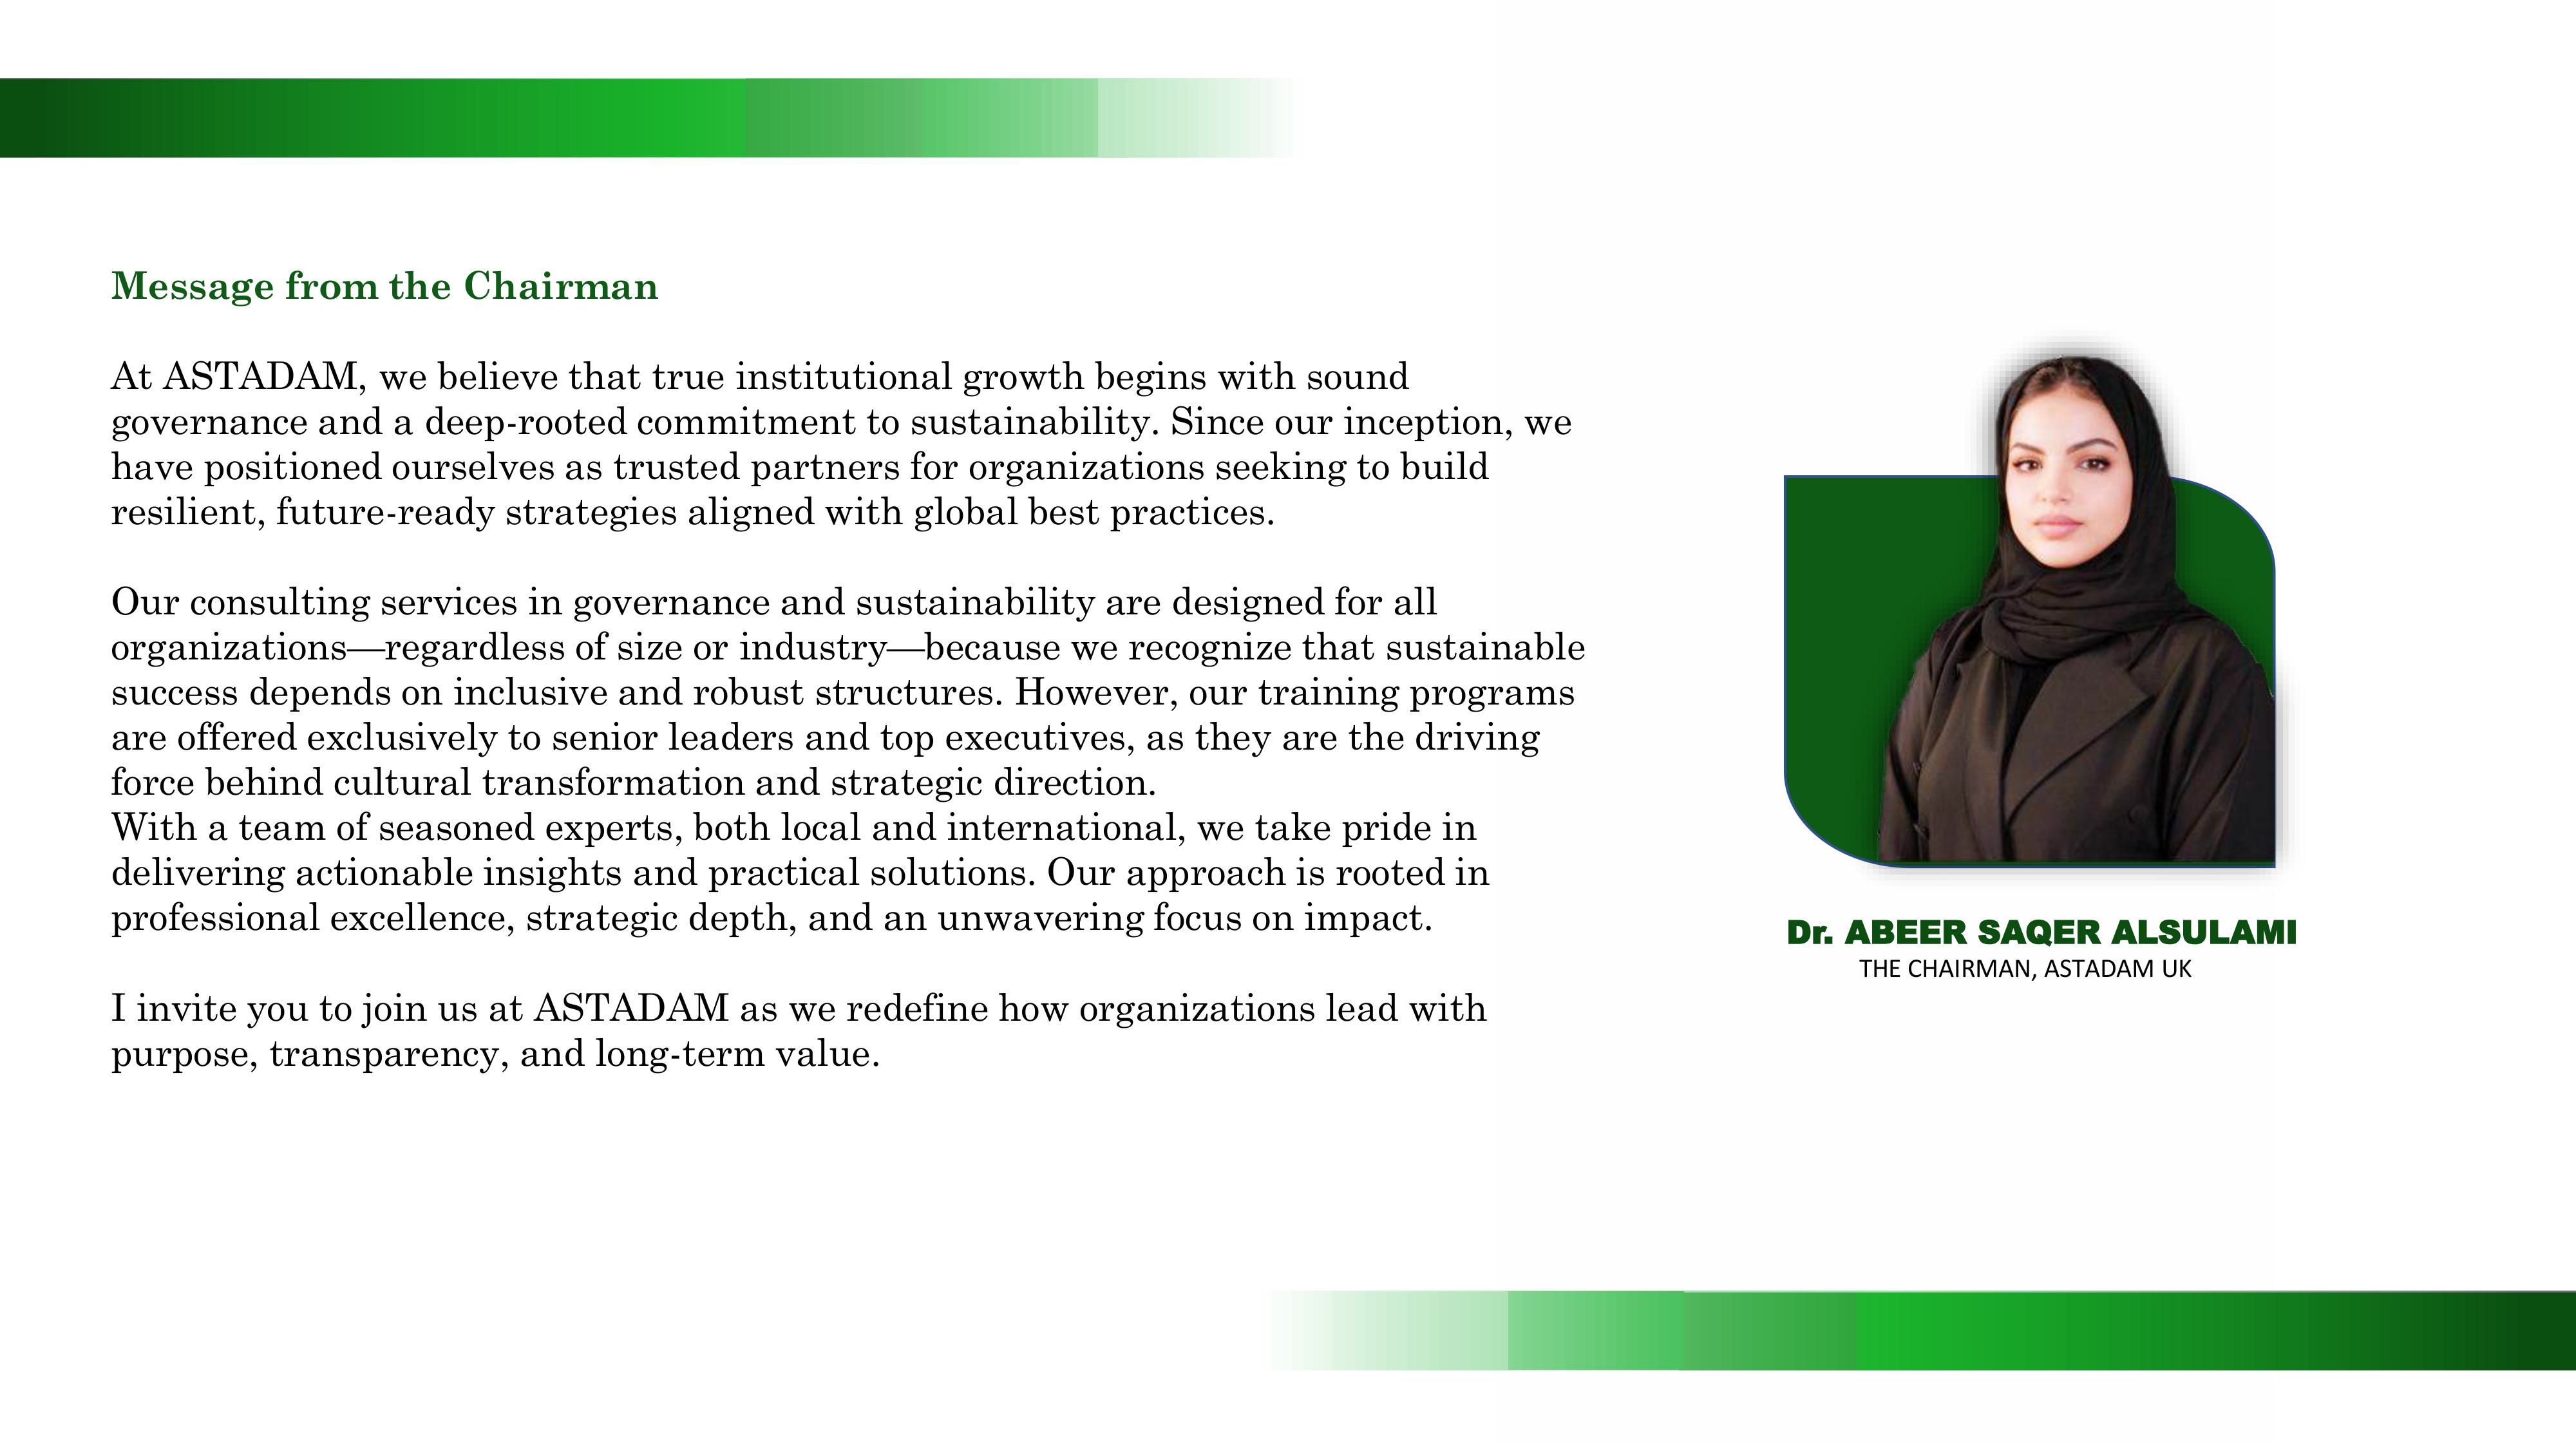 Message from the Chairman
At ASTADAM, we believe that true institutional growth begins with sound
governance and a deep-rooted commitment to sustainability. Since our inception, we
have positioned ourselves as trusted partners for organizations seeking to build
resilient, future-ready strategies aligned with global best practices.
Our consulting services in governance and sustainability are designed for all
organizations—regardless of size or industry—because we recognize that sustainable
success depends on inclusive and robust structures. However, our training programs
are offered exclusively to senior leaders and top executives, as they are the driving
force behind cultural transformation and strategic direction.
With a team of seasoned experts, both local and international, we take pride in
delivering actionable insights and practical solutions. Our approach is rooted in
professional excellence, strategic depth, and an unwavering focus on impact.
I invite you to join us at ASTADAM as we redefine how organizations lead with
purpose, transparency, and long-term value.
Dr. ABEER SAQER ALSULAMI
THE CHAIRMAN, ASTADAM UK